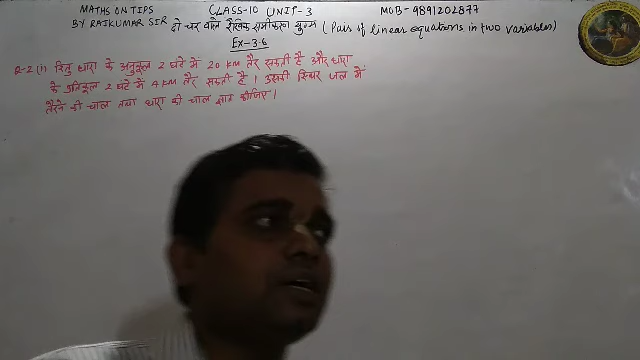 MATHS ON TIPS CLASS-10 UNIT-3 MOB-9891202877
BY RAJKUMAR SIR दो चर वाले रैखिक समीकरण युग्म (Pair of linear equations in two variables)
Ex-3.6
Q-2 (1) रितु धारा के अनुकूल 2 घंटे में 20 KM तैर सकती है और धारा
के प्रतिकूल 2 घंटे में 4 KM तैर सकती है । उसकी स्थिर जल में
तैरने की चाल तथा धारा की चाल ज्ञात कीजिए ।